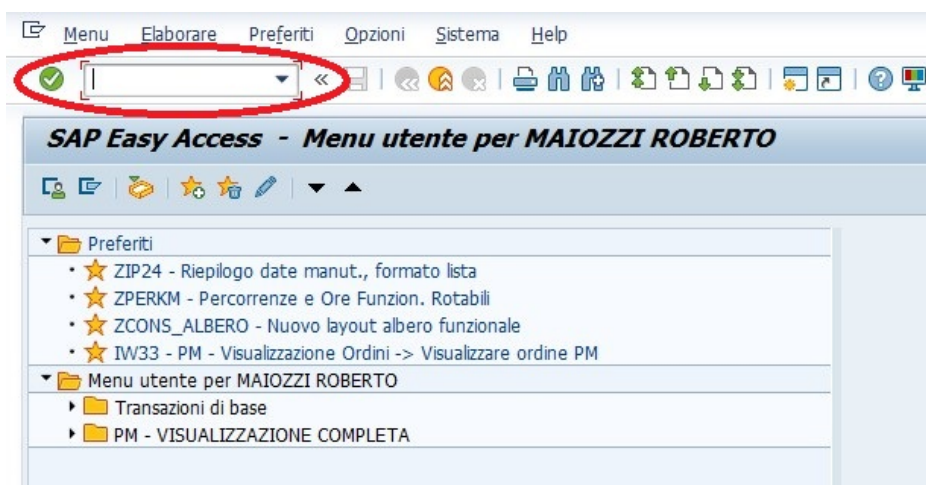 Menu Elaborare Preferiti Opzioni Sistema Help
SAP Easy Access - Menu utente per MAIOZZI ROBERTO
Preferiti
ZIP24 - Riepilogo date manut., formato lista
ZPERKM - Percorrenze e Ore Funzion. Rotabili
ZCONS_ALBERO - Nuovo layout albero funzionale
IW33 - PM - Visualizzazione Ordini -> Visualizzare ordine PM
Menu utente per MAIOZZI ROBERTO
Transazioni di base
PM - VISUALIZZAZIONE COMPLETA